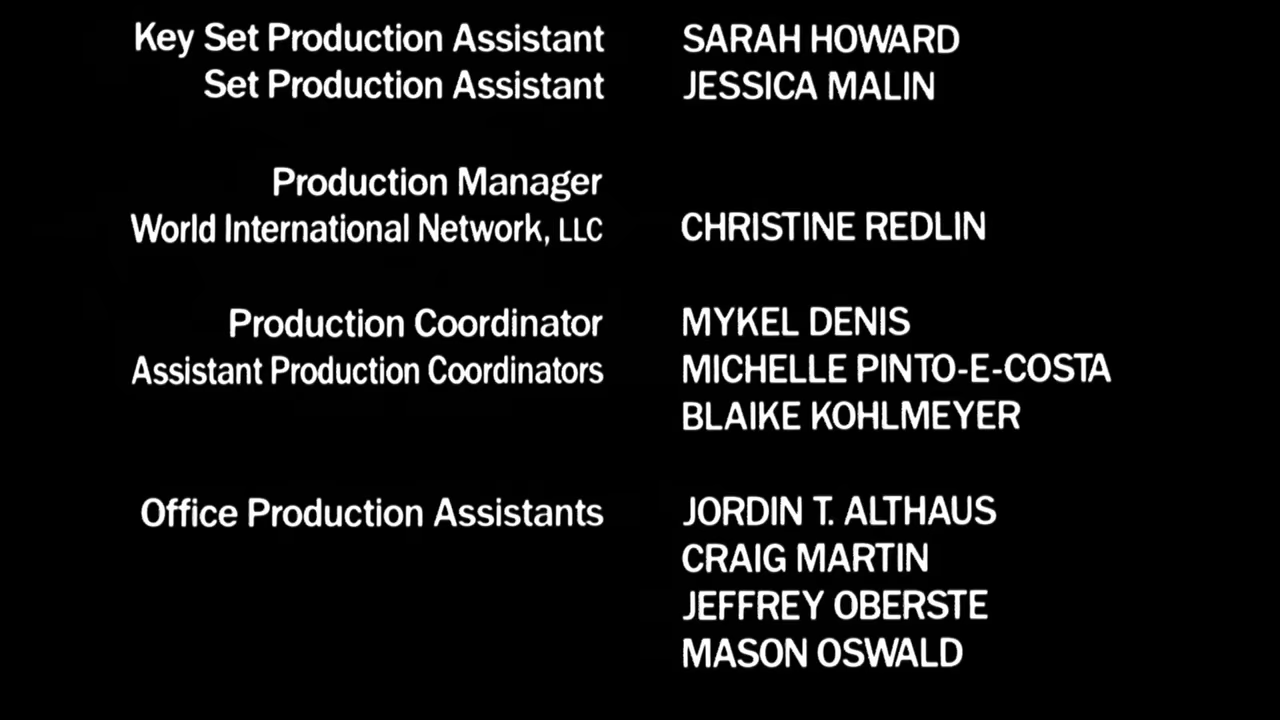 Key Set Production Assistant SARAH HOWARD
Set Production Assistant JESSICA MALIN
Production Manager
World International Network, LLC CHRISTINE REDLIN
Production Coordinator MYKEL DENIS
Assistant Production Coordinators MICHELLE PINTO-E-COSTA
BLAIKE KOHLMEYER
Office Production Assistants JORDIN T. ALTHAUS
CRAIG MARTIN
JEFFREY OBERSTE
MASON OSWALD